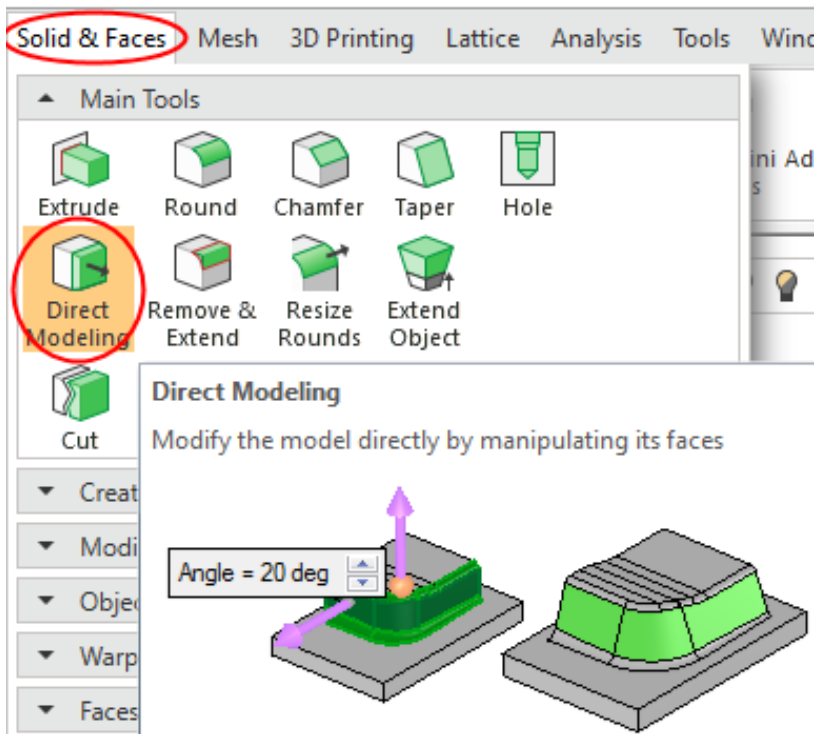 Solid & Faces Mesh 3D Printing Lattice Analysis Tools
Main Tools
Extrude Round Chamfer Taper Hole
Direct Modeling Remove & Extend Resize Rounds Extend Object
Cut
Direct Modeling
Modify the model directly by manipulating its faces
Angle = 20 deg
Faces